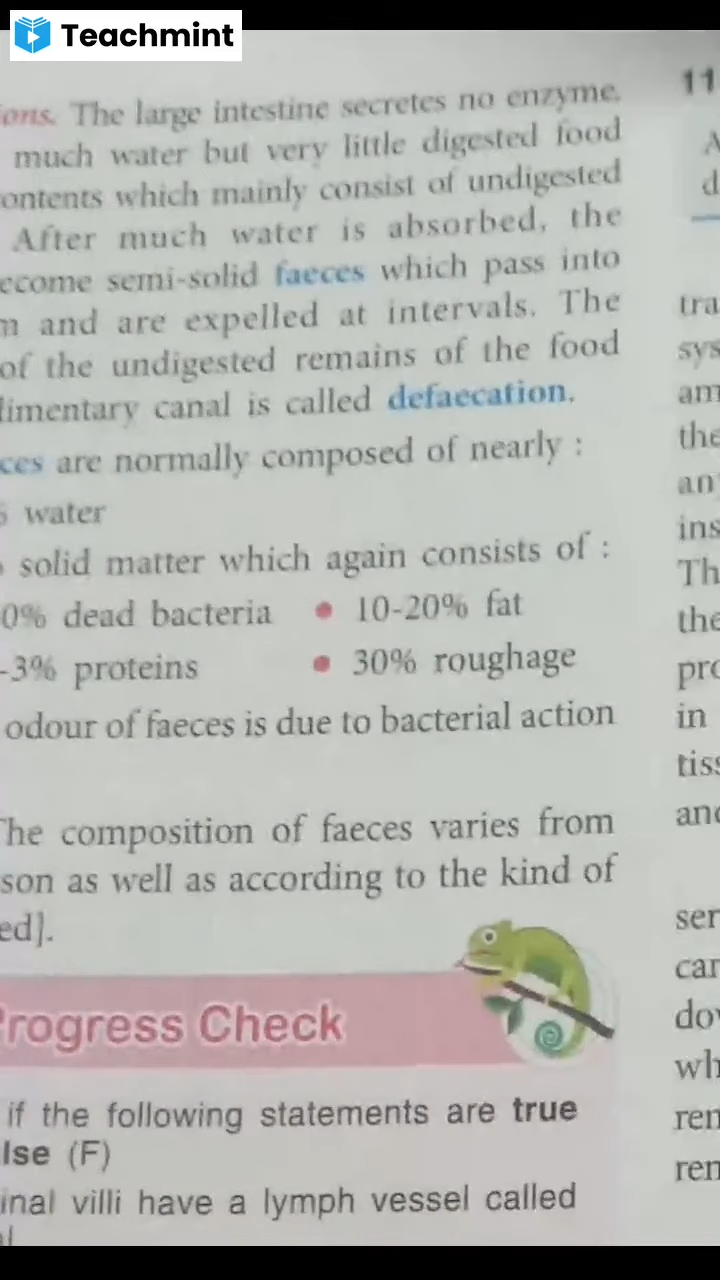 Teachmint
ions. The large intestine secretes no enzyme.
much water but very little digested food
ontents which mainly consist of undigested
After much water is absorbed, the
ecome semi-solid faeces which pass into
m and are expelled at intervals. The
of the undigested remains of the food
limentary canal is called defaecation.
ces are normally composed of nearly :
water
solid matter which again consists of :
0% dead bacteria • 10-20% fat
-3% proteins • 30% roughage
odour of faeces is due to bacterial action
The composition of faeces varies from
son as well as according to the kind of
ed].
Progress Check
if the following statements are true
lse (F)
inal villi have a lymph vessel called
11
A
d
tra
sys
am
the
an
ins
Th
the
pro
in
tiss
and
ser
car
dow
wh
rem
rem